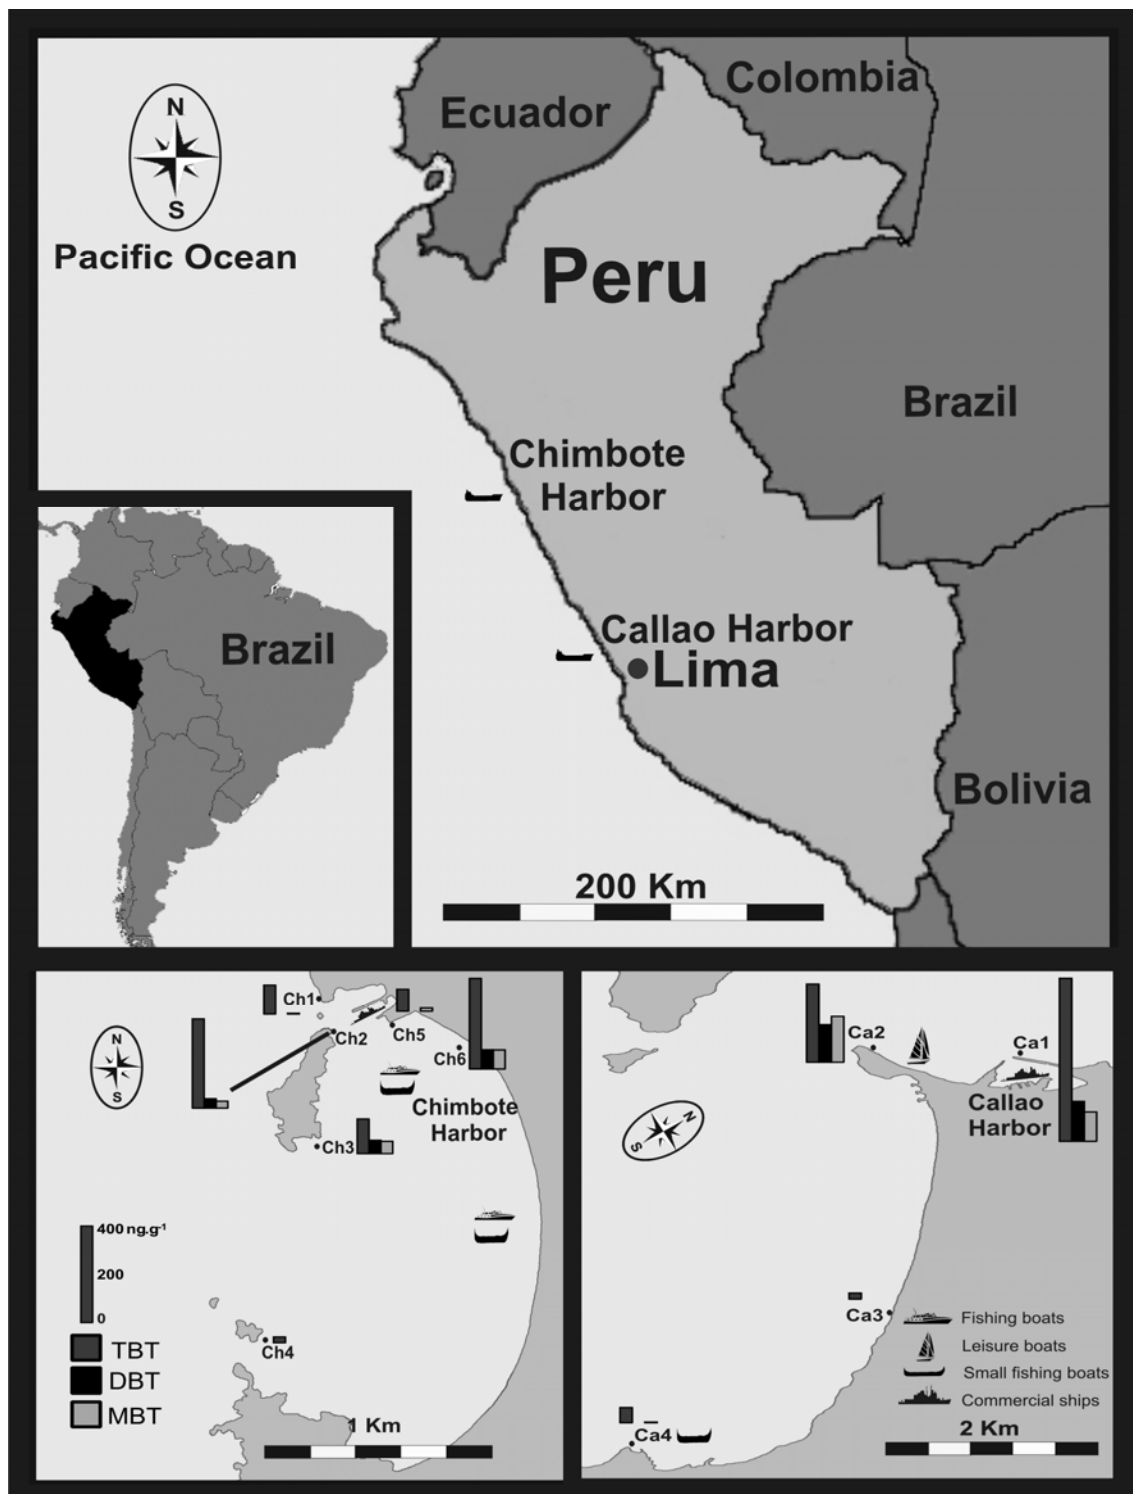 N
S
Pacific Ocean
Ecuador
Colombia
Peru
Brazil
Chimbote
Harbor
Callao Harbor
Lima
Bolivia
200 Km
Brazil
N
S
Ch1
Ch2
Ch5
Ch6
Chimbote
Harbor
Ch3
400 ng.g-1
200
0
Ch4
TBT
DBT
MBT
1 Km
Ca2
Ca1
Callao
Harbor
N
S
Ca3
Fishing boats
Leisure boats
Small fishing boats
Commercial ships
Ca4
2 Km